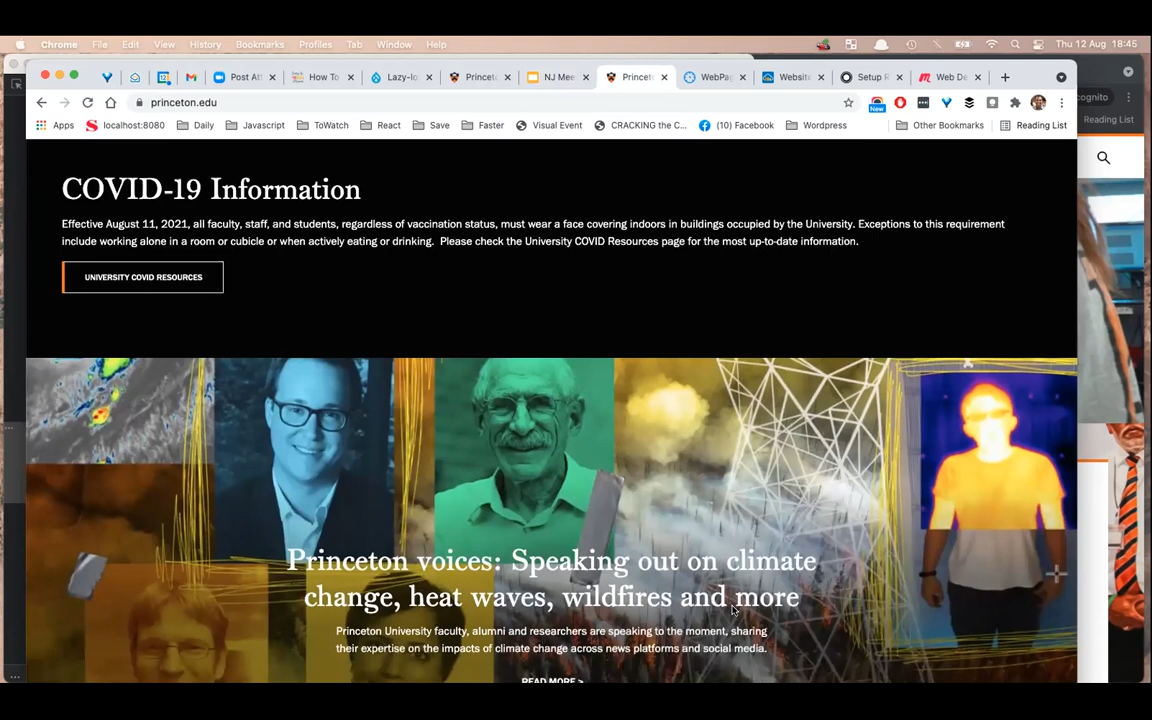 Chrome File Edit View History Bookmarks Profiles Tab Window Help Thu 12 Aug 18:45
Post At How To Lazy-lo Princet NJ Mee Princet WebPag Website Setup R Web De
princeton.edu New cognito
Apps localhost:8080 Daily Javascript ToWatch React Save Faster Visual Event CRACKING the C... (10) Facebook Wordpress Other Bookmarks Reading List Reading List
COVID-19 Information
Effective August 11, 2021, all faculty, staff, and students, regardless of vaccination status, must wear a face covering indoors in buildings occupied by the University. Exceptions to this requirement
include working alone in a room or cubicle or when actively eating or drinking. Please check the University COVID Resources page for the most up-to-date information.
UNIVERSITY COVID RESOURCES
Princeton voices: Speaking out on climate
change, heat waves, wildfires and more
Princeton University faculty, alumni and researchers are speaking to the moment, sharing
their expertise on the impacts of climate change across news platforms and social media.
READ MORE >